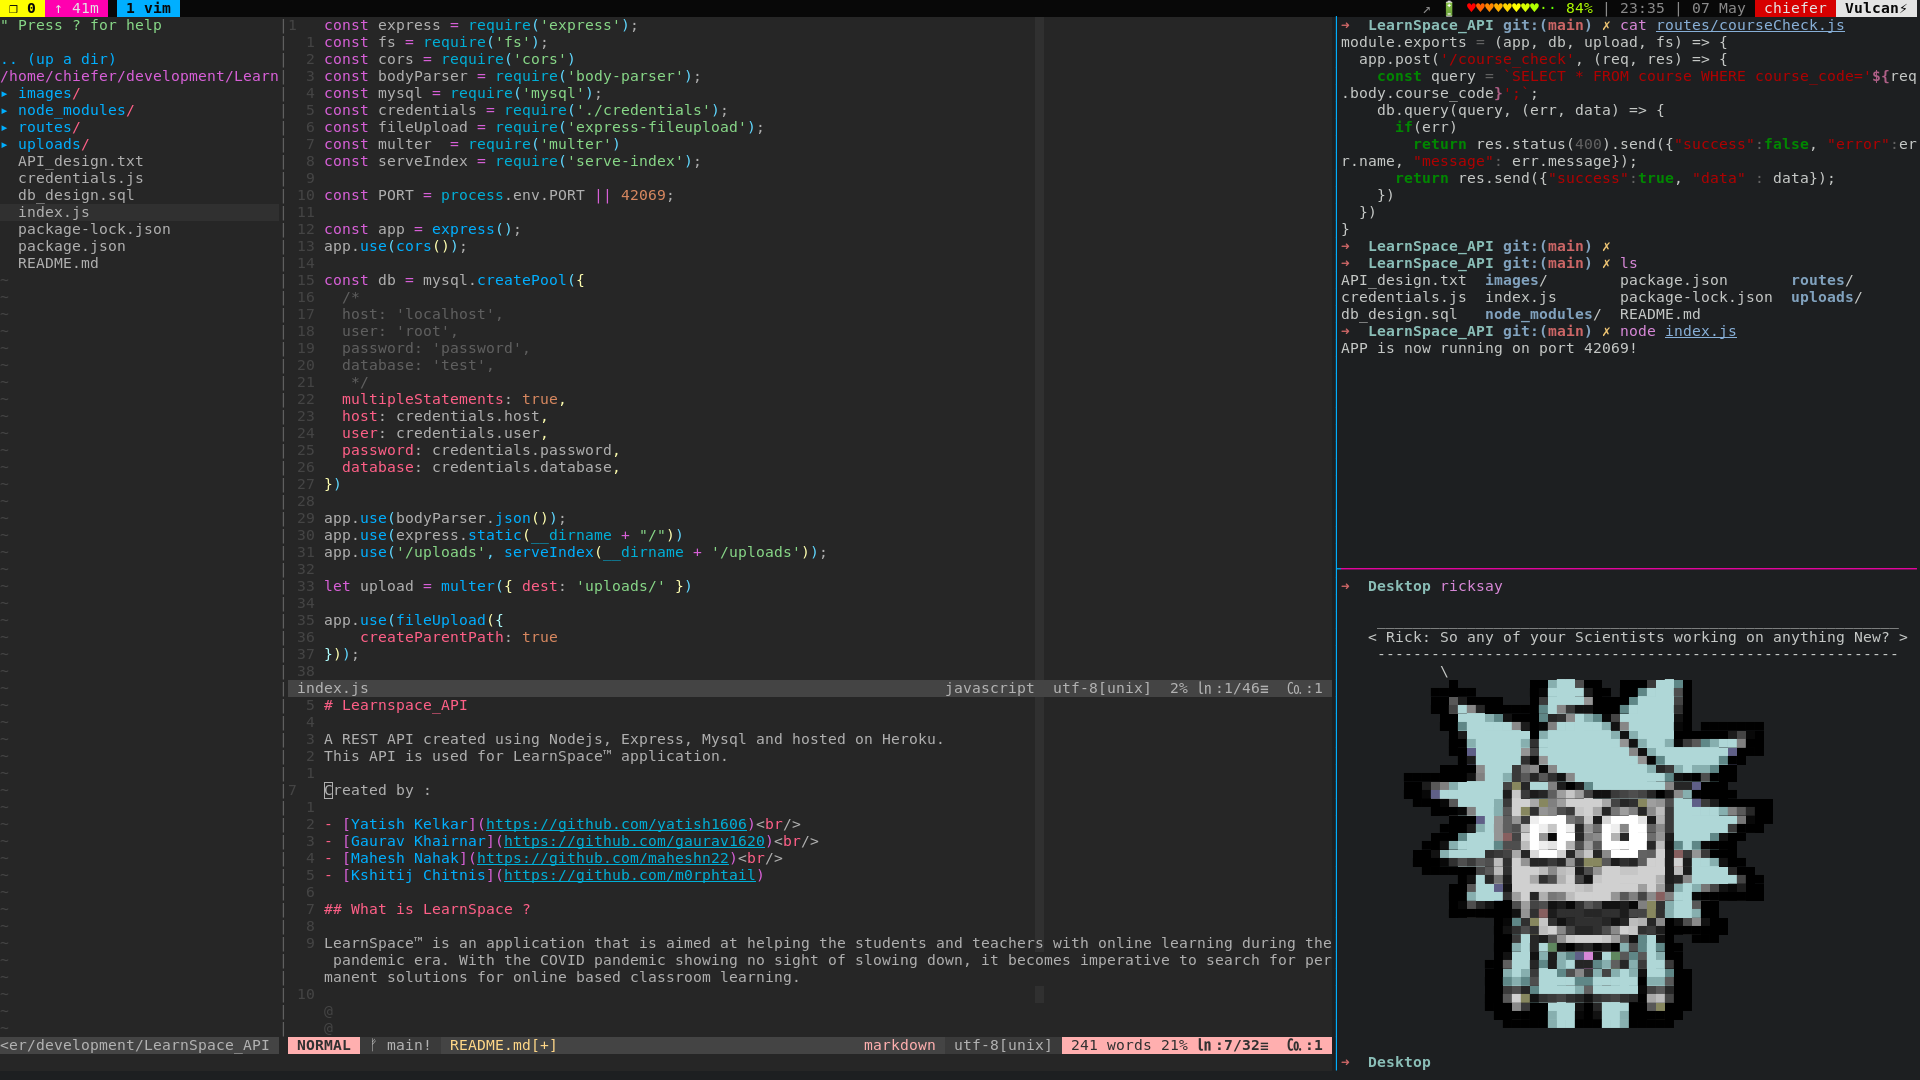 ❐ 0 ↑ 41m 1 vim
↗ 84% | 23:35 | 07 May chiefer Vulcan⚡
" Press ? for help
.. (up a dir)
/home/chiefer/development/Learn
▸ images/
▸ node_modules/
▸ routes/
▸ uploads/
API_design.txt
credentials.js
db_design.sql
index.js
package-lock.json
package.json
README.md
<er/development/LearnSpace_API
1 const express = require('express');
1 const fs = require('fs');
2 const cors = require('cors')
3 const bodyParser = require('body-parser');
4 const mysql = require('mysql');
5 const credentials = require('./credentials');
6 const fileUpload = require('express-fileupload');
7 const multer  = require('multer')
8 const serveIndex = require('serve-index');
9
10 const PORT = process.env.PORT || 42069;
11
12 const app = express();
13 app.use(cors());
14
15 const db = mysql.createPool({
16   /*
17   host: 'localhost',
18   user: 'root',
19   password: 'password',
20   database: 'test',
21    */
22   multipleStatements: true,
23   host: credentials.host,
24   user: credentials.user,
25   password: credentials.password,
26   database: credentials.database,
27 })
28
29 app.use(bodyParser.json());
30 app.use(express.static(__dirname + "/"))
31 app.use('/uploads', serveIndex(__dirname + '/uploads'));
32
33 let upload = multer({ dest: 'uploads/' })
34
35 app.use(fileUpload({
36     createParentPath: true
37 }));
38
index.js javascript utf-8[unix] 2% ㏑:1/46≡ ℅:1
5 # Learnspace_API
4
3 A REST API created using Nodejs, Express, Mysql and hosted on Heroku.
2 This API is used for LearnSpace™ application.
1
7 Created by :
1
2 - [Yatish Kelkar](https://github.com/yatish1606)<br/>
3 - [Gaurav Khairnar](https://github.com/gaurav1620)<br/>
4 - [Mahesh Nahak](https://github.com/maheshn22)<br/>
5 - [Kshitij Chitnis](https://github.com/m0rphtail)
6
7 ## What is LearnSpace ?
8
9 LearnSpace™ is an application that is aimed at helping the students and teachers with online learning during the
pandemic era. With the COVID pandemic showing no sight of slowing down, it becomes imperative to search for per
manent solutions for online based classroom learning.
10
@
@
NORMAL ᚠ main! README.md[+] markdown utf-8[unix] 241 words 21% ㏑:7/32≡ ℅:1
➜ LearnSpace_API git:(main) ✗ cat routes/courseCheck.js
module.exports = (app, db, upload, fs) => {
  app.post('/course_check', (req, res) => {
    const query = `SELECT * FROM course WHERE course_code='${req
.body.course_code}';`;
    db.query(query, (err, data) => {
      if(err)
        return res.status(400).send({"success":false, "error":er
r.name, "message": err.message});
      return res.send({"success":true, "data" : data});
    })
  })
}
➜ LearnSpace_API git:(main) ✗
➜ LearnSpace_API git:(main) ✗ ls
API_design.txt images/ package.json routes/
credentials.js index.js package-lock.json uploads/
db_design.sql node_modules/ README.md
➜ LearnSpace_API git:(main) ✗ node index.js
APP is now running on port 42069!
➜ Desktop ricksay
< Rick: So any of your Scientists working on anything New? >
\
➜ Desktop